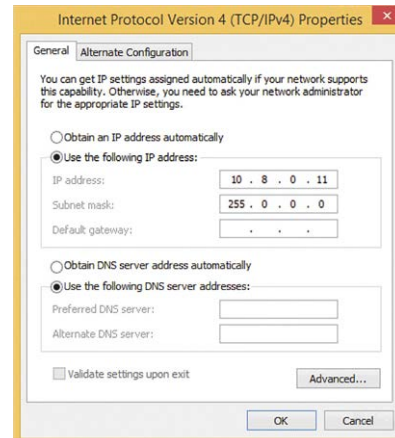 Internet Protocol Version 4 (TCP/IPv4) Properties
General
Alternate Configuration
You can get IP settings assigned automatically if your network supports
this capability. Otherwise, you need to ask your network administrator
for the appropriate IP settings.
Obtain an IP address automatically
Use the following IP address:
IP address: 10 . 8 . 0 . 11
Subnet mask: 255 . 0 . 0 . 0
Default gateway: . . .
Obtain DNS server address automatically
Use the following DNS server addresses:
Preferred DNS server:
Alternate DNS server:
Validate settings upon exit
Advanced...
OK
Cancel